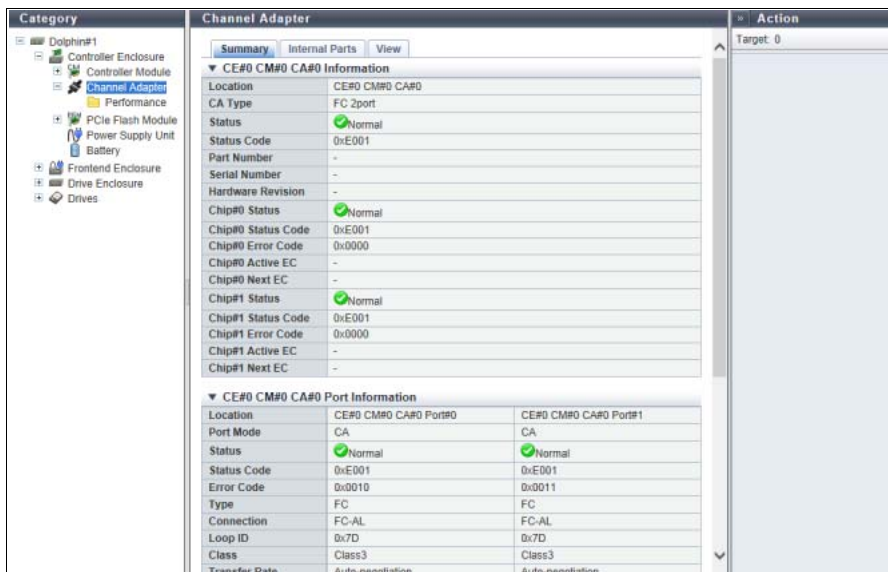 Category
Dolphin#1
Controller Enclosure
Controller Module
Channel Adapter
Performance
PCIe Flash Module
Power Supply Unit
Battery
Frontend Enclosure
Drive Enclosure
Drives
Channel Adapter
Summary Internal Parts View
▼ CE#0 CM#0 CA#0 Information
Location CE#0 CM#0 CA#0
CA Type FC 2port
Status Normal
Status Code 0xE001
Part Number -
Serial Number -
Hardware Revision -
Chip#0 Status Normal
Chip#0 Status Code 0xE001
Chip#0 Error Code 0x0000
Chip#0 Active EC -
Chip#0 Next EC -
Chip#1 Status Normal
Chip#1 Status Code 0xE001
Chip#1 Error Code 0x0000
Chip#1 Active EC -
Chip#1 Next EC -
▼ CE#0 CM#0 CA#0 Port Information
Location CE#0 CM#0 CA#0 Port#0 CE#0 CM#0 CA#0 Port#1
Port Mode CA CA
Status Normal Normal
Status Code 0xE001 0xE001
Error Code 0x0010 0x0011
Type FC FC
Connection FC-AL FC-AL
Loop ID 0x7D 0x7D
Class Class3 Class3
Transfer Rate Auto-negotiation Auto-negotiation
» Action
Target: 0